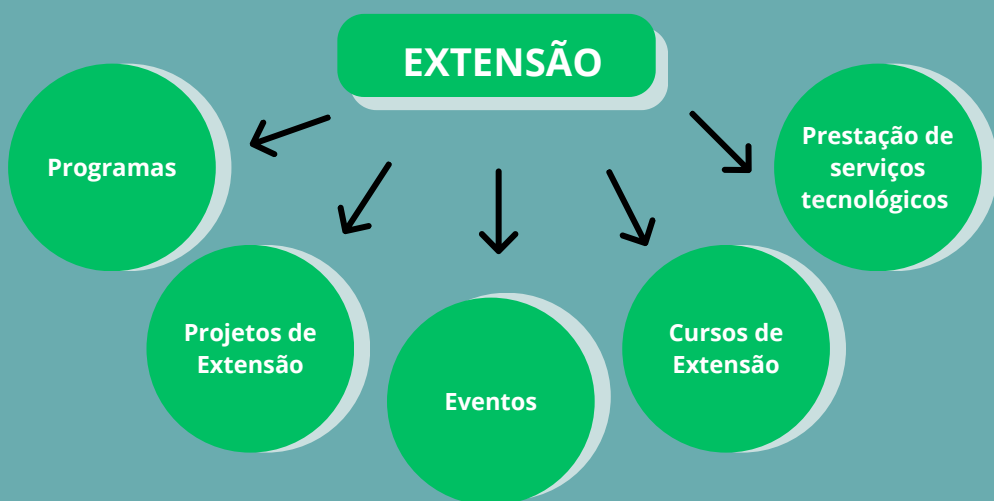 EXTENSÃO
Programas
Projetos de
Extensão
Eventos
Cursos de
Extensão
Prestação de
serviços
tecnológicos